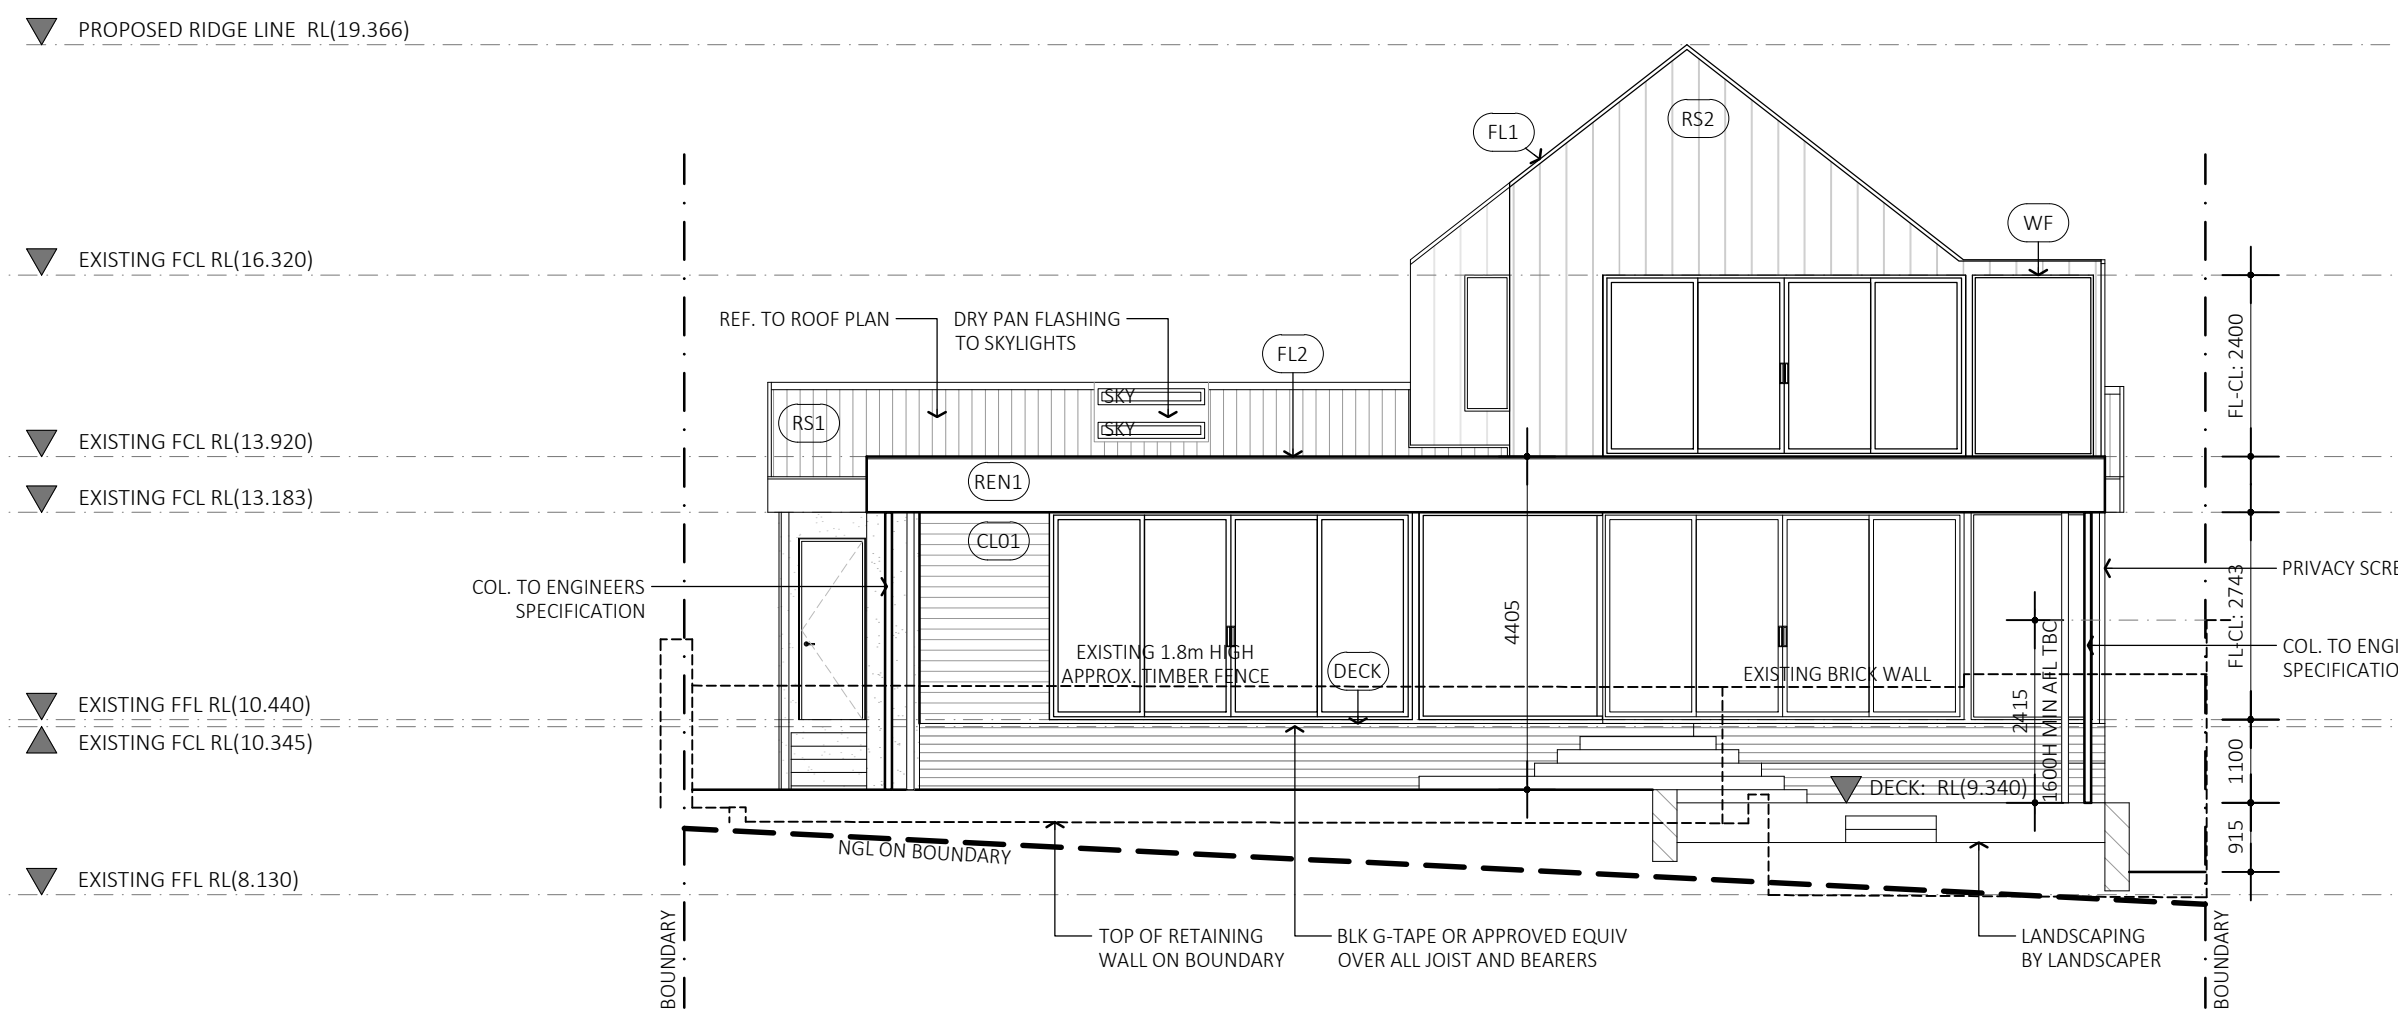 PROPOSED RIDGE LINE RL(19.366)
RS2
FL1
WF
EXISTING FCL RL(16.320)
REF. TO ROOF PLAN
DRY PAN FLASHING
TO SKYLIGHTS
FL2
FL-CL: 2400
SKY
RS1
SKY
EXISTING FCL RL(13.920)
REN1
EXISTING FCL RL(13.183)
CL01
COL. TO ENGINEERS
SPECIFICATION
4405
PRIVACY SCRE
FL-CL: 2743
EXISTING 1.8m HIGH
APPROX. TIMBER FENCE
DECK
EXISTING BRICK WALL
COL. TO ENGI
SPECIFICATIO
2415
1600H MIN AFL TBC
EXISTING FFL RL(10.440)
EXISTING FCL RL(10.345)
1100
DECK: RL(9.340)
915
NGL ON BOUNDARY
EXISTING FFL RL(8.130)
BOUNDARY
TOP OF RETAINING
WALL ON BOUNDARY
BLK G-TAPE OR APPROVED EQUIV
OVER ALL JOIST AND BEARERS
LANDSCAPING
BY LANDSCAPER
BOUNDARY